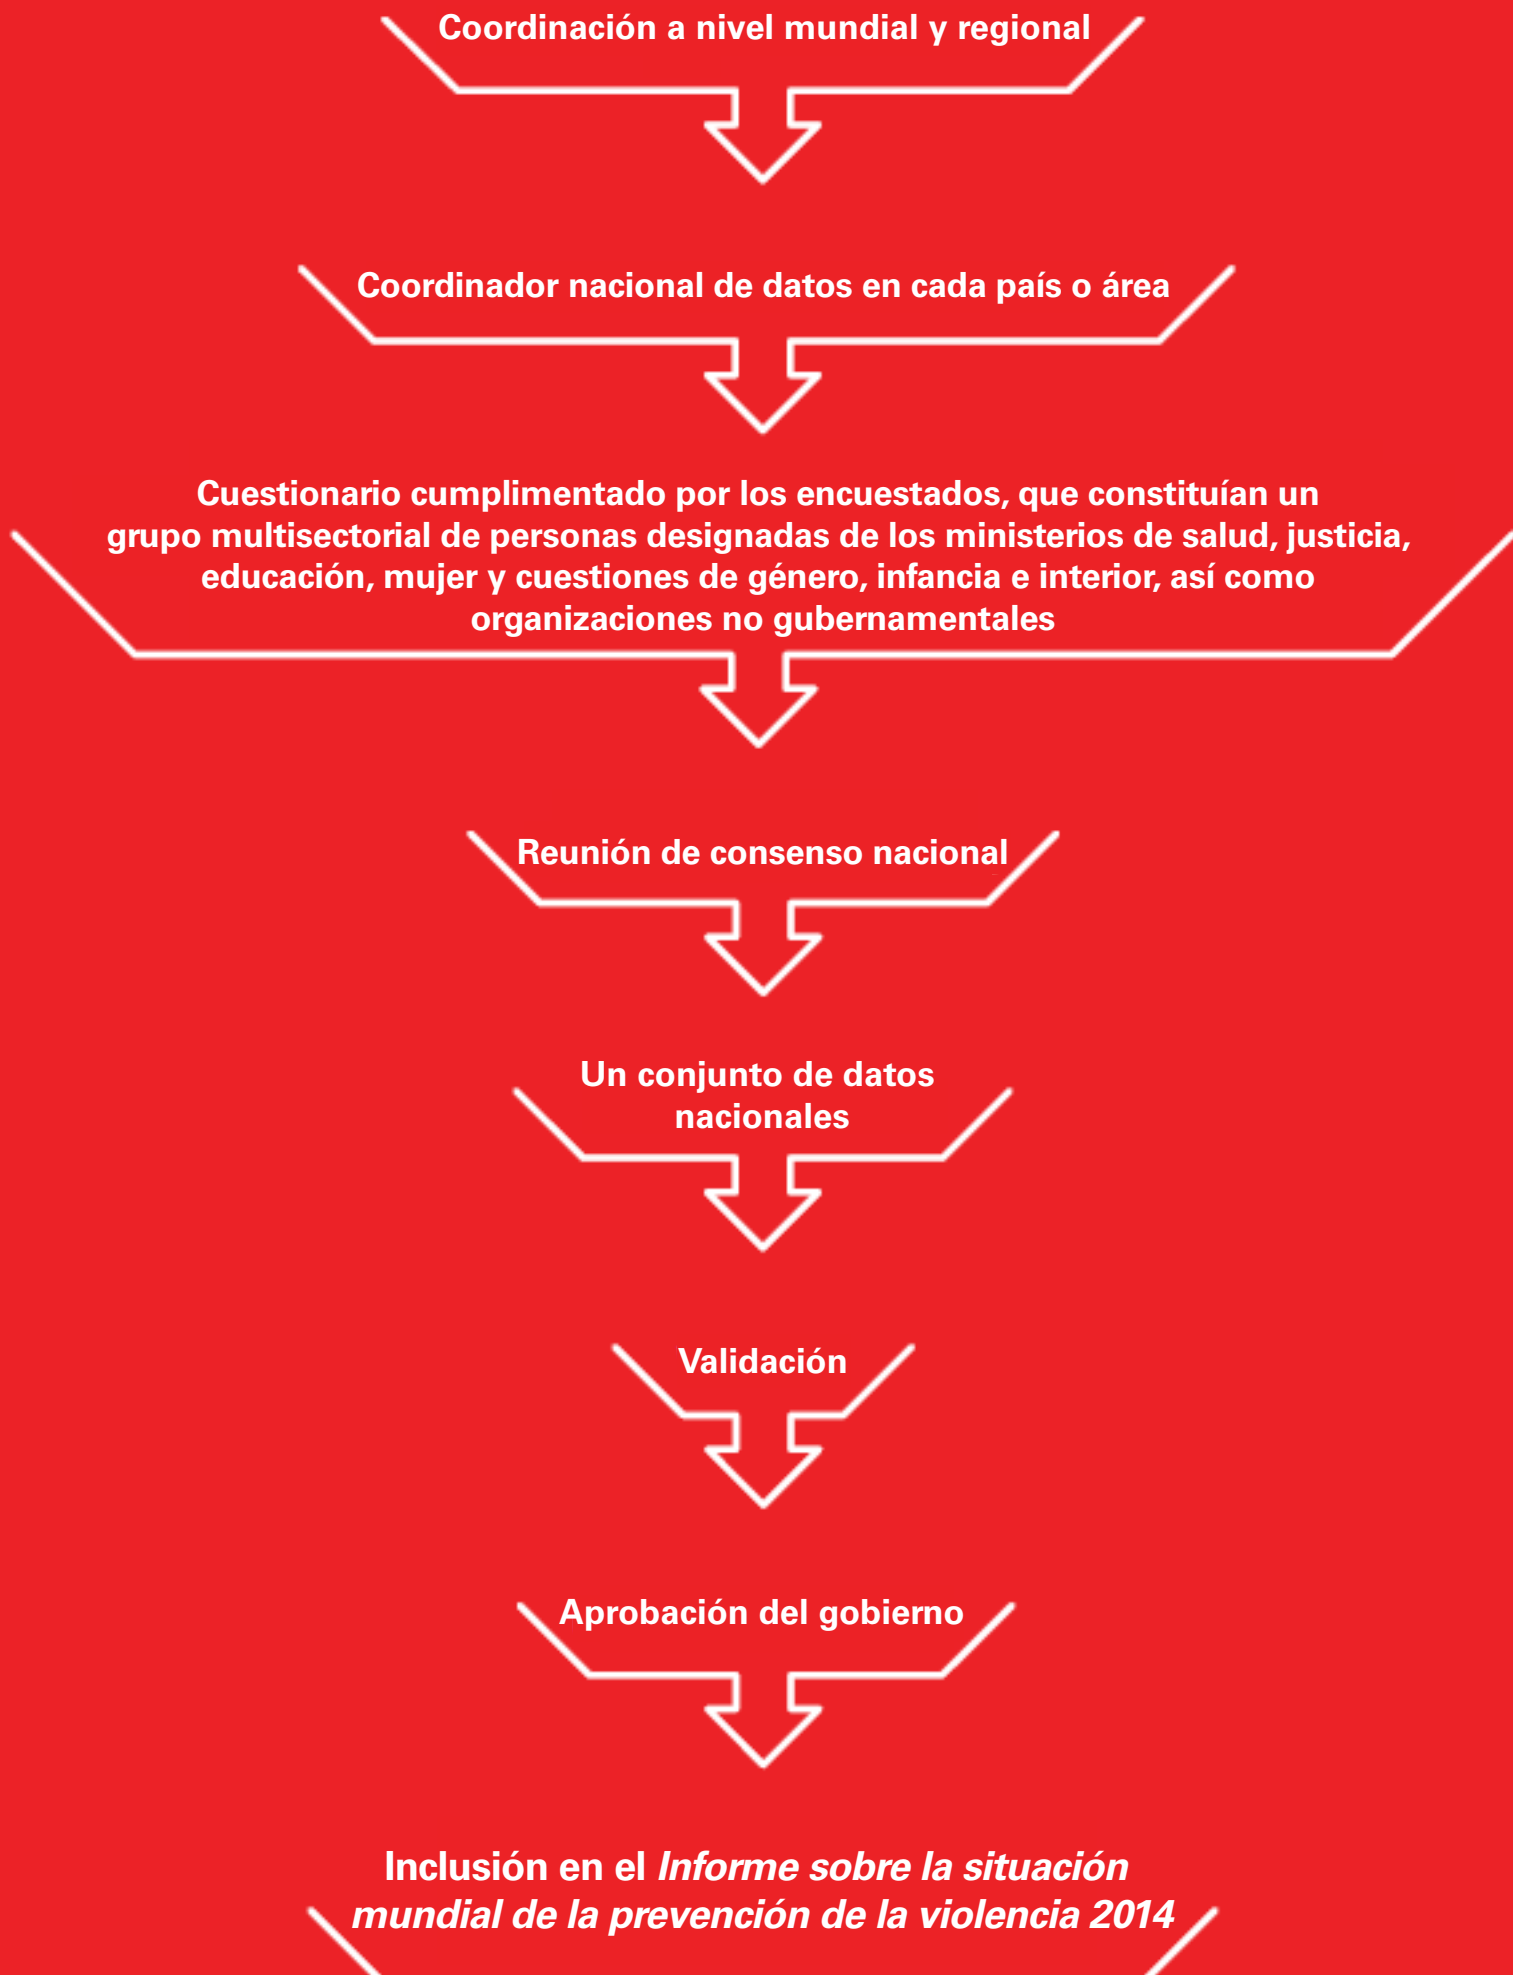 Coordinación a nivel mundial y regional
Coordinador nacional de datos en cada país o área
Cuestionario cumplimentado por los encuestados, que constituían un
grupo multisectorial de personas designadas de los ministerios de salud, justicia,
educación, mujer y cuestiones de género, infancia e interior, así como
organizaciones no gubernamentales
Reunión de consenso nacional
Un conjunto de datos
nacionales
Validación
Aprobación del gobierno
Inclusión en el Informe sobre la situación
mundial de la prevención de la violencia 2014